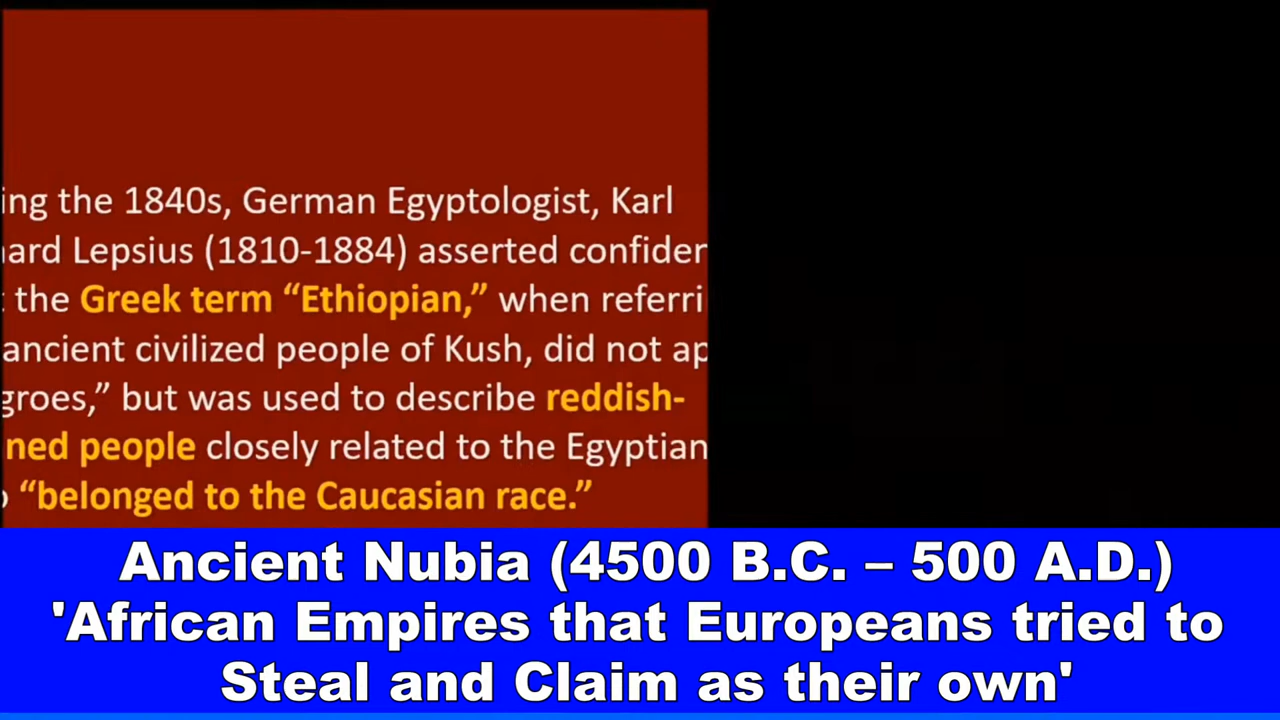 ing the 1840s, German Egyptologist, Karl
ard Lepsius (1810-1884) asserted confider
the Greek term “Ethiopian,” when referri
ancient civilized people of Kush, did not ap
groes,” but was used to describe reddish-
ned people closely related to the Egyptian
“belonged to the Caucasian race.”
Ancient Nubia (4500 B.C. – 500 A.D.)
'African Empires that Europeans tried to
Steal and Claim as their own'